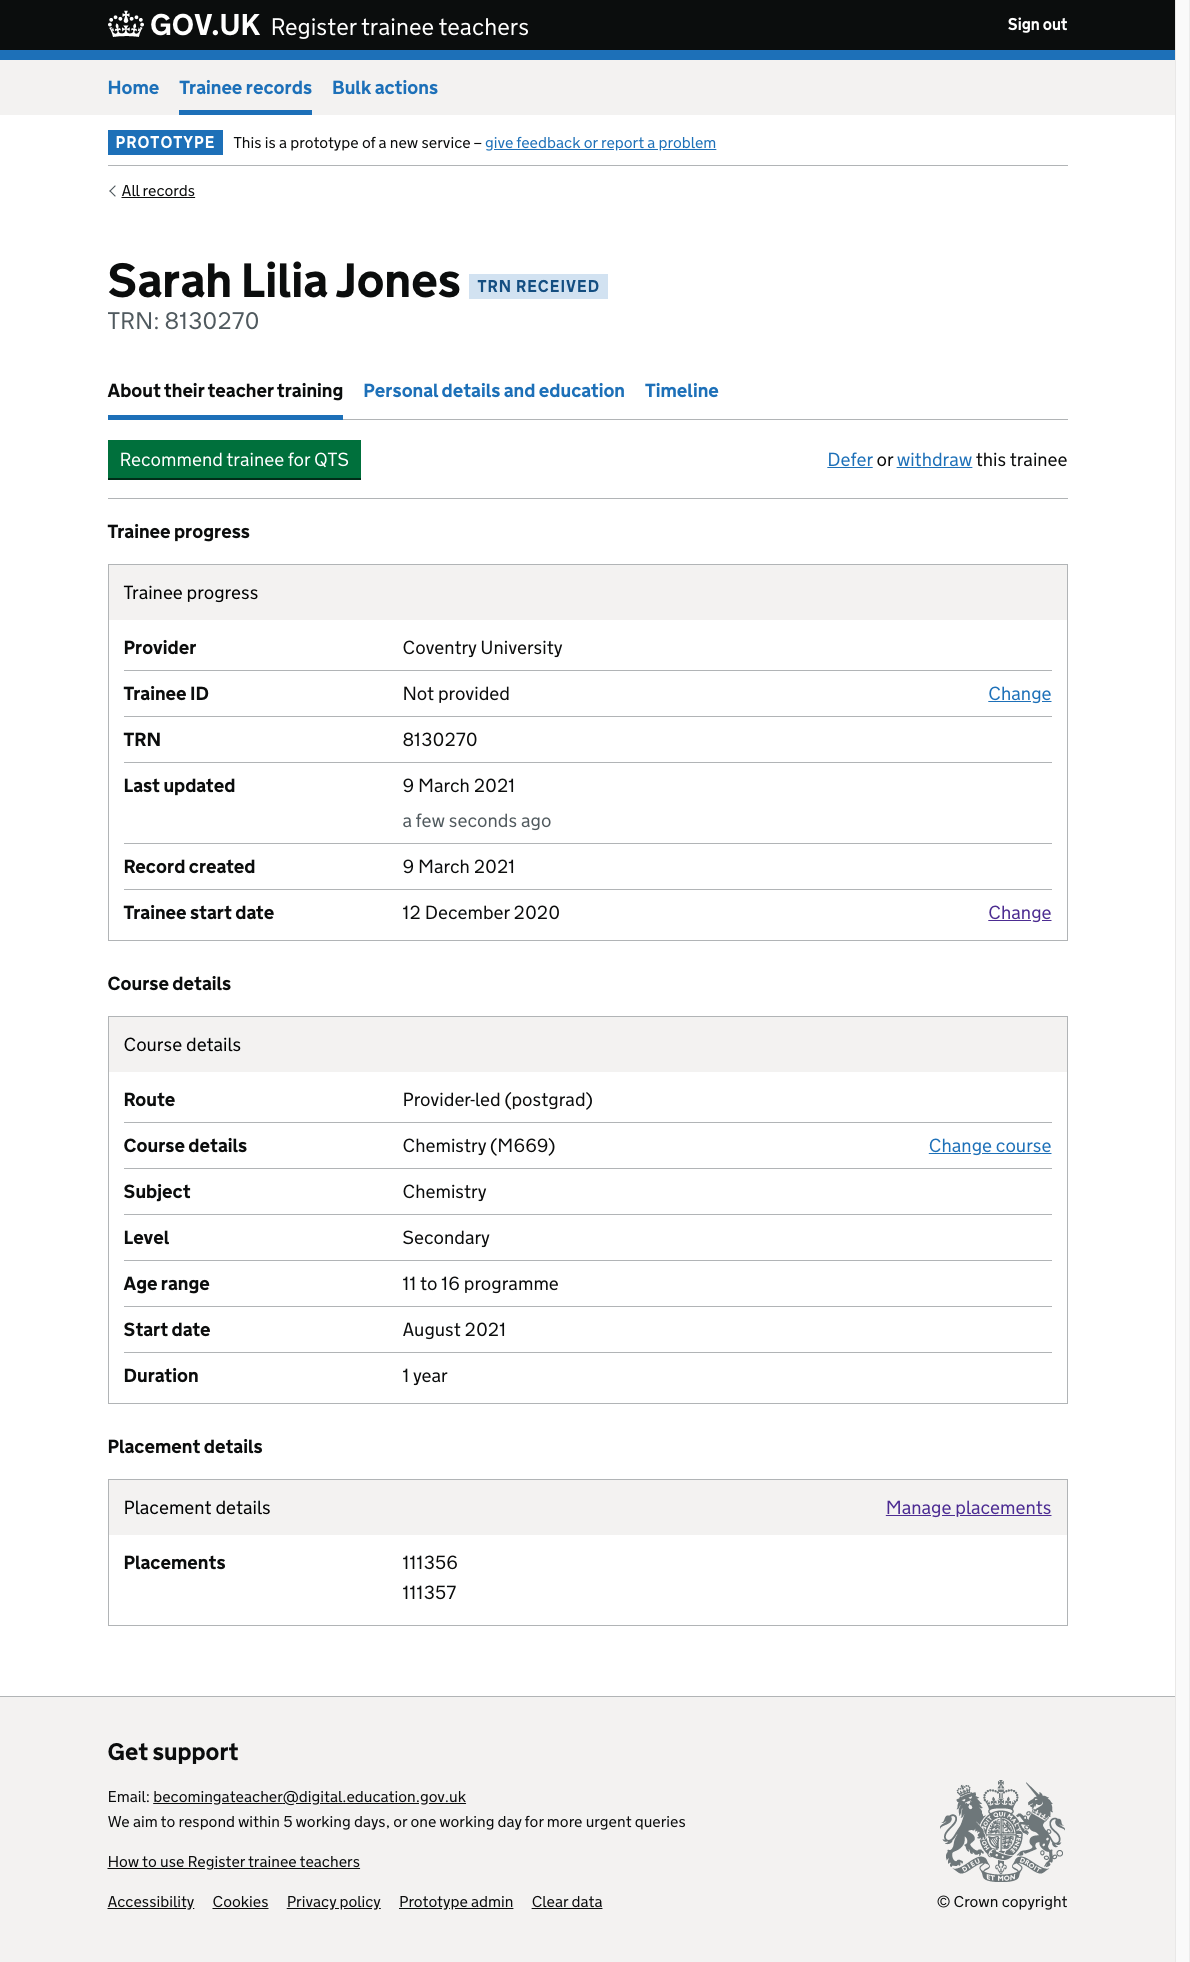 GOV.UK Register trainee teachers Sign out
Home Trainee records Bulk actions
PROTOTYPE This is a prototype of a new service – give feedback or report a problem
All records
Sarah Lilia Jones TRN RECEIVED
TRN: 8130270
About their teacher training Personal details and education Timeline
Recommend trainee for QTS Defer or withdraw this trainee
Trainee progress
Trainee progress
Provider Coventry University
Trainee ID Not provided Change
TRN 8130270
Last updated 9 March 2021
a few seconds ago
Record created 9 March 2021
Trainee start date 12 December 2020 Change
Course details
Course details
Route Provider-led (postgrad)
Course details Chemistry (M669) Change course
Subject Chemistry
Level Secondary
Age range 11 to 16 programme
Start date August 2021
Duration 1 year
Placement details
Placement details Manage placements
Placements 111356
111357
Get support
Email: becomingateacher@digital.education.gov.uk
We aim to respond within 5 working days, or one working day for more urgent queries
How to use Register trainee teachers
DIEU ET MON DROIT
Accessibility Cookies Privacy policy Prototype admin Clear data © Crown copyright